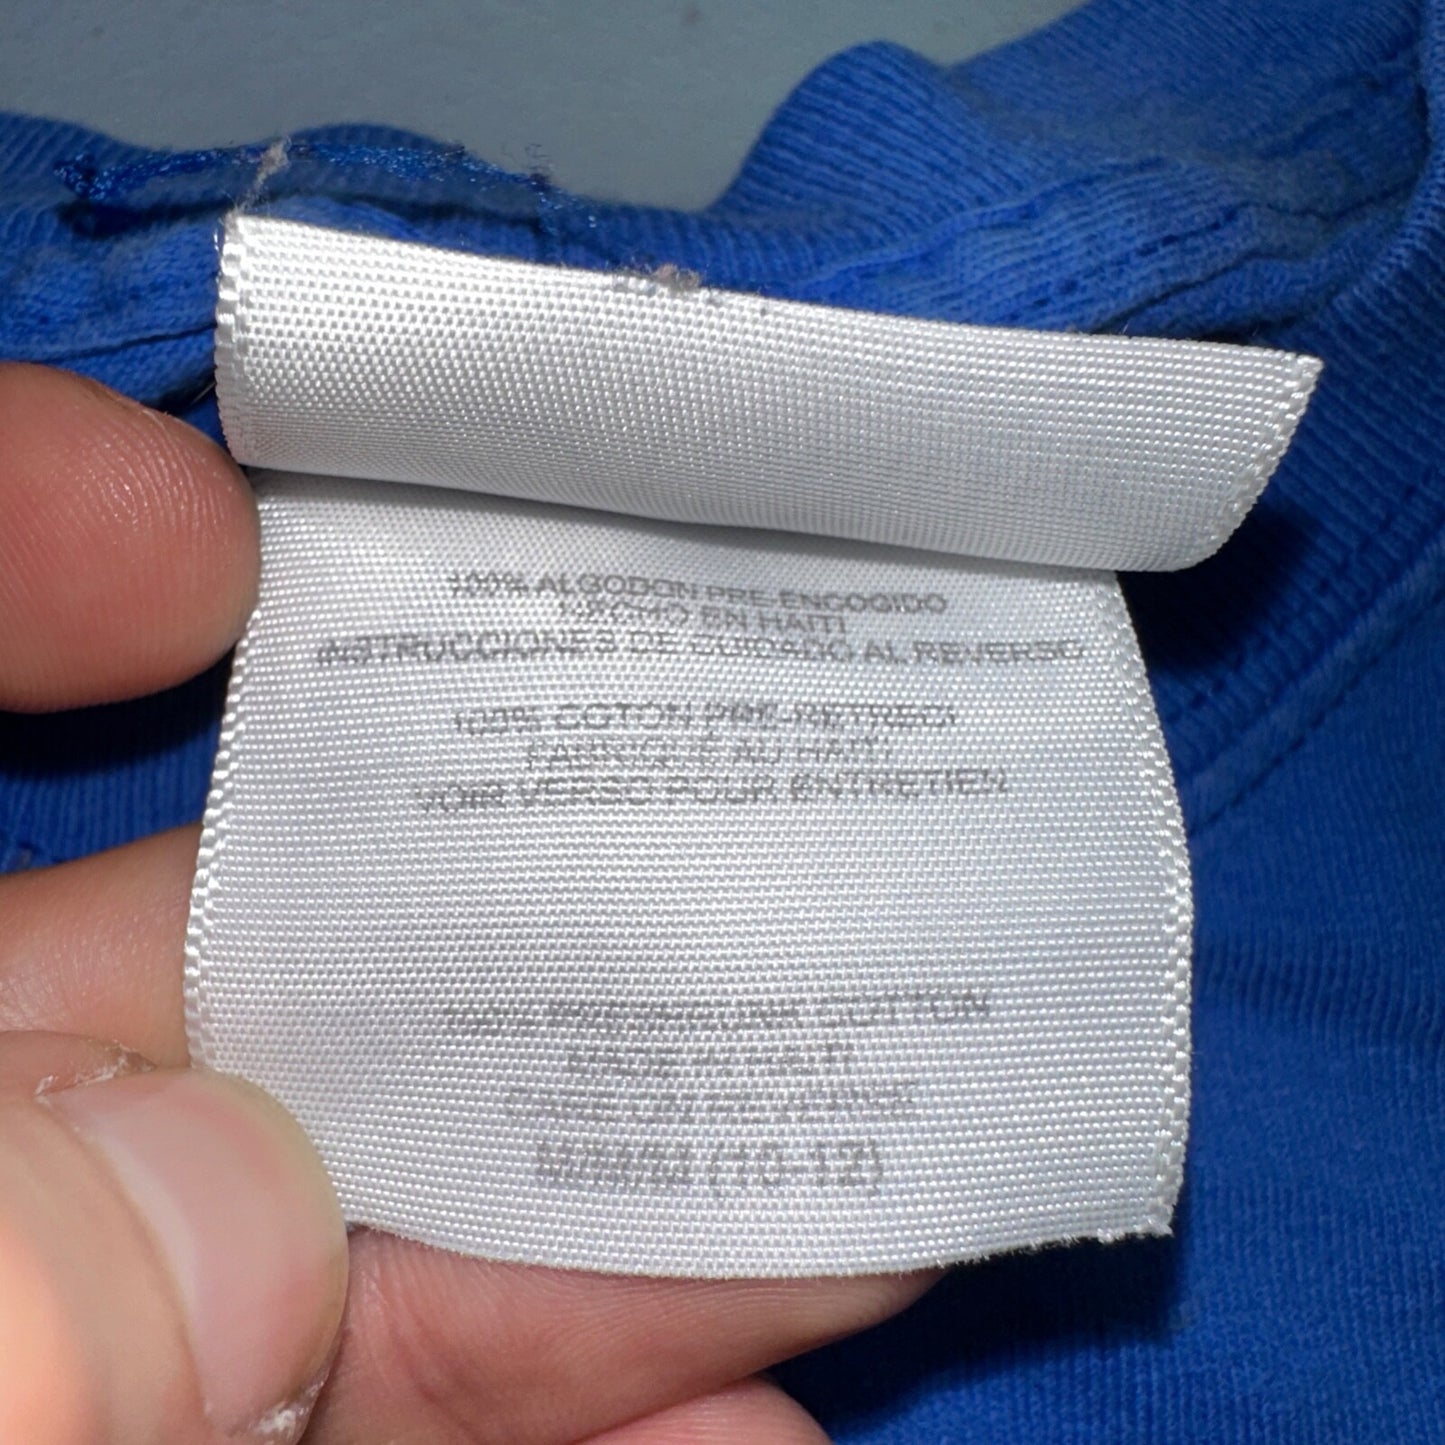 100% ALGODON PRE-ENCOGIDO
HECHO EN HAITI
INSTRUCCIONES DE CUIDADO AL REVERSO
100% COTON PRE-RETRECI
FABRIQUÉ AU HAITI
VOIR VERSO POUR ENTRETIEN
100% PRESHRUNK COTTON
MADE IN HAITI
CARE ON REVERSE
M/M/M (10-12)